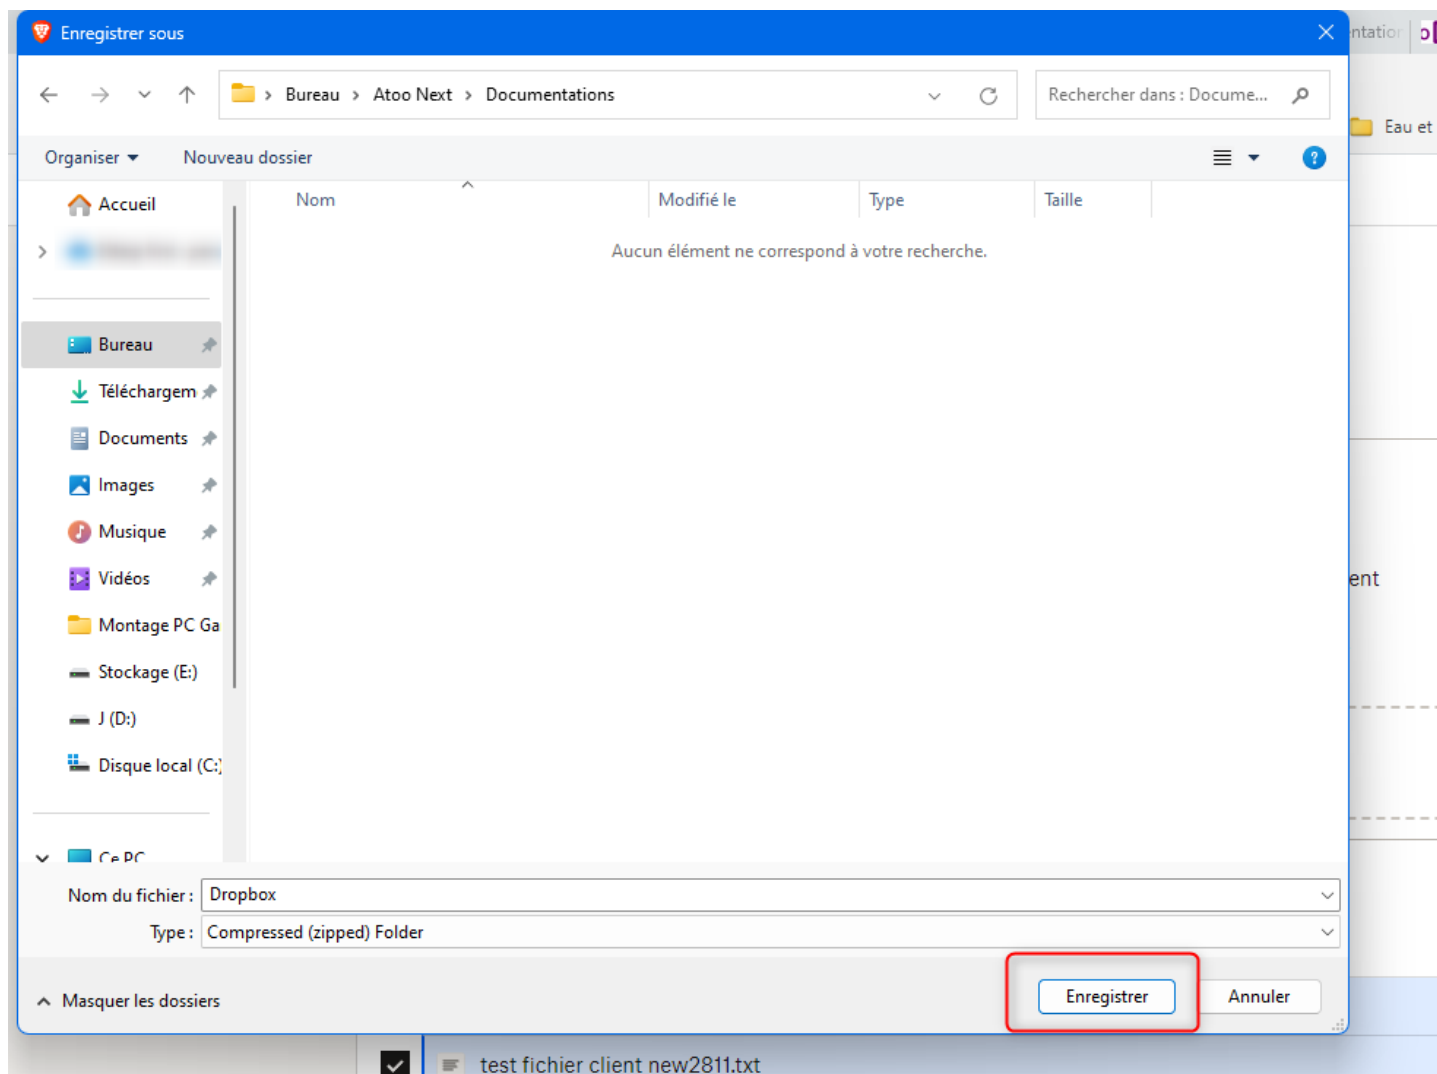 Enregistrer sous
ntation
Bureau > Atoo Next > Documentations
Rechercher dans : Docume...
Eau et
Organiser
Nouveau dossier
Accueil
Nom
Modifié le
Type
Taille
Aucun élément ne correspond à votre recherche.
Bureau
Téléchargem
Documents
Images
Musique
Vidéos
ent
Montage PC Ga
Stockage (E:)
J (D:)
Disque local (C:)
Ce PC
Nom du fichier : Dropbox
Type : Compressed (zipped) Folder
Masquer les dossiers
Enregistrer
Annuler
test fichier client new2811.txt